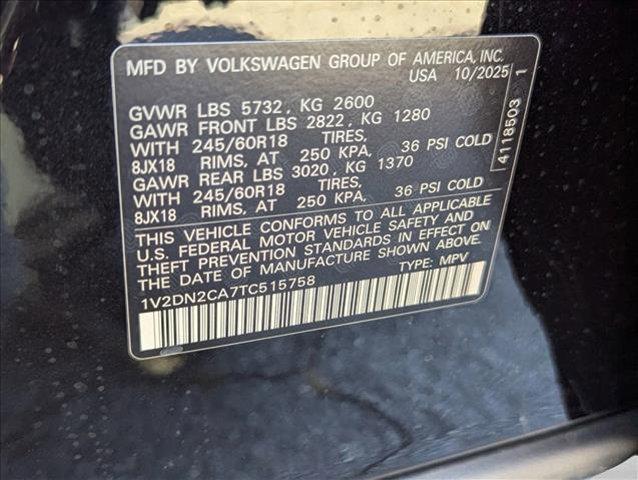 MFD BY VOLKSWAGEN GROUP OF AMERICA, INC.
USA 10/2025
GVWR LBS 5732, KG 2600
GAWR FRONT LBS 2822, KG 1280
WITH 245/60R18 TIRES,
8JX18 RIMS, AT 250 KPA, 36 PSI COLD
GAWR REAR LBS 3020, KG 1370
WITH 245/60R18 TIRES,
8JX18 RIMS, AT 250 KPA, 36 PSI COLD
THIS VEHICLE CONFORMS TO ALL APPLICABLE
U.S. FEDERAL MOTOR VEHICLE SAFETY AND
THEFT PREVENTION STANDARDS IN EFFECT ON
THE DATE OF MANUFACTURE SHOWN ABOVE.
1V2DN2CA7TC515758 TYPE: MPV
4118503 1